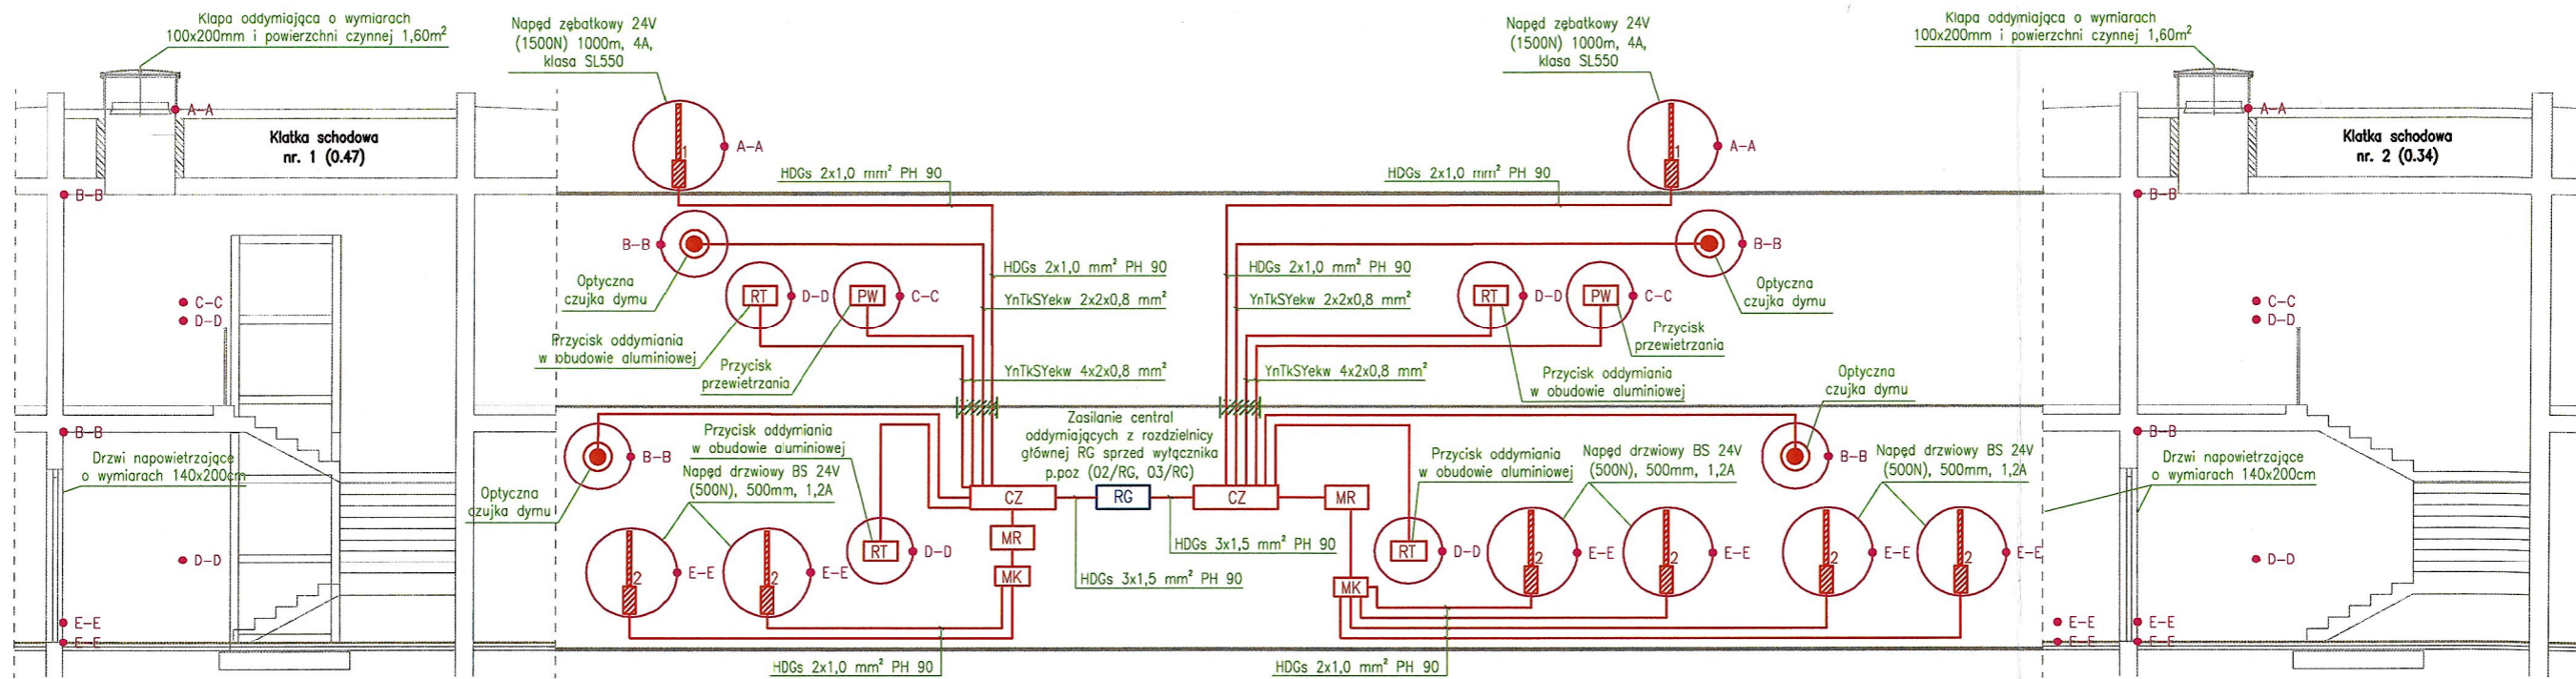 Klapa oddymiająca o wymiarach
100x200mm i powierzchni czynnej 1,60m²
A-A
Klatka schodowa
nr. 1 (0.47)
B-B
C-C
D-D
B-B
Drzwi napowietrzające
o wymiarach 140x200cm
D-D
E-E
E-E
Napęd zębatkowy 24V
(1500N) 1000m, 4A,
klasa SL550
1
A-A
HDGs 2x1,0 mm² PH 90
B-B
Optyczna
czujka dymu
RT
D-D
PW
C-C
Przycisk oddymiania
w obudowie aluminiowej
Przycisk
przewietrzania
HDGs 2x1,0 mm² PH 90
YnTkSYekw 2x2x0,8 mm²
YnTkSYekw 4x2x0,8 mm²
B-B
Optyczna
czujka dymu
Przycisk oddymiania
w obudowie aluminiowej
Napęd drzwiowy BS 24V
(500N), 500mm, 1,2A
2
E-E
2
E-E
RT
D-D
CZ
MR
MK
HDGs 2x1,0 mm² PH 90
Zasilanie central
oddymiających z rozdzielnicy
głównej RG sprzed wyłącznika
p.poz (02/RG, 03/RG)
RG
HDGs 3x1,5 mm² PH 90
HDGs 3x1,5 mm² PH 90
Napęd zębatkowy 24V
(1500N) 1000m, 4A,
klasa SL550
1
A-A
HDGs 2x1,0 mm² PH 90
B-B
Optyczna
czujka dymu
HDGs 2x1,0 mm² PH 90
YnTkSYekw 2x2x0,8 mm²
YnTkSYekw 4x2x0,8 mm²
RT
D-D
PW
C-C
Przycisk
przewietrzania
Przycisk oddymiania
w obudowie aluminiowej
Optyczna
czujka dymu
B-B
CZ
MR
MK
Przycisk oddymiania
w obudowie aluminiowej
RT
D-D
Napęd drzwiowy BS 24V
(500N), 500mm, 1,2A
2
E-E
2
E-E
Napęd drzwiowy BS 24V
(500N), 500mm, 1,2A
2
E-E
2
E-E
HDGs 2x1,0 mm² PH 90
Klapa oddymiająca o wymiarach
100x200mm i powierzchni czynnej 1,60m²
A-A
Klatka schodowa
nr. 2 (0.34)
B-B
C-C
D-D
B-B
Drzwi napowietrzające
o wymiarach 140x200cm
D-D
E-E
E-E
E-E
E-E